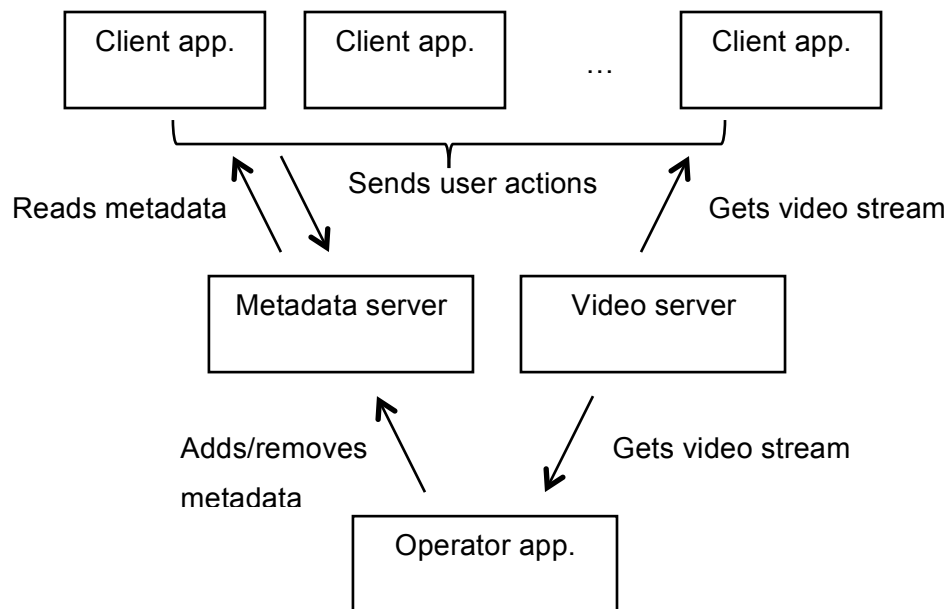 Client app.
Client app.
…
Client app.
Sends user actions
Reads metadata
Gets video stream
Metadata server
Video server
Adds/removes
metadata
Gets video stream
Operator app.